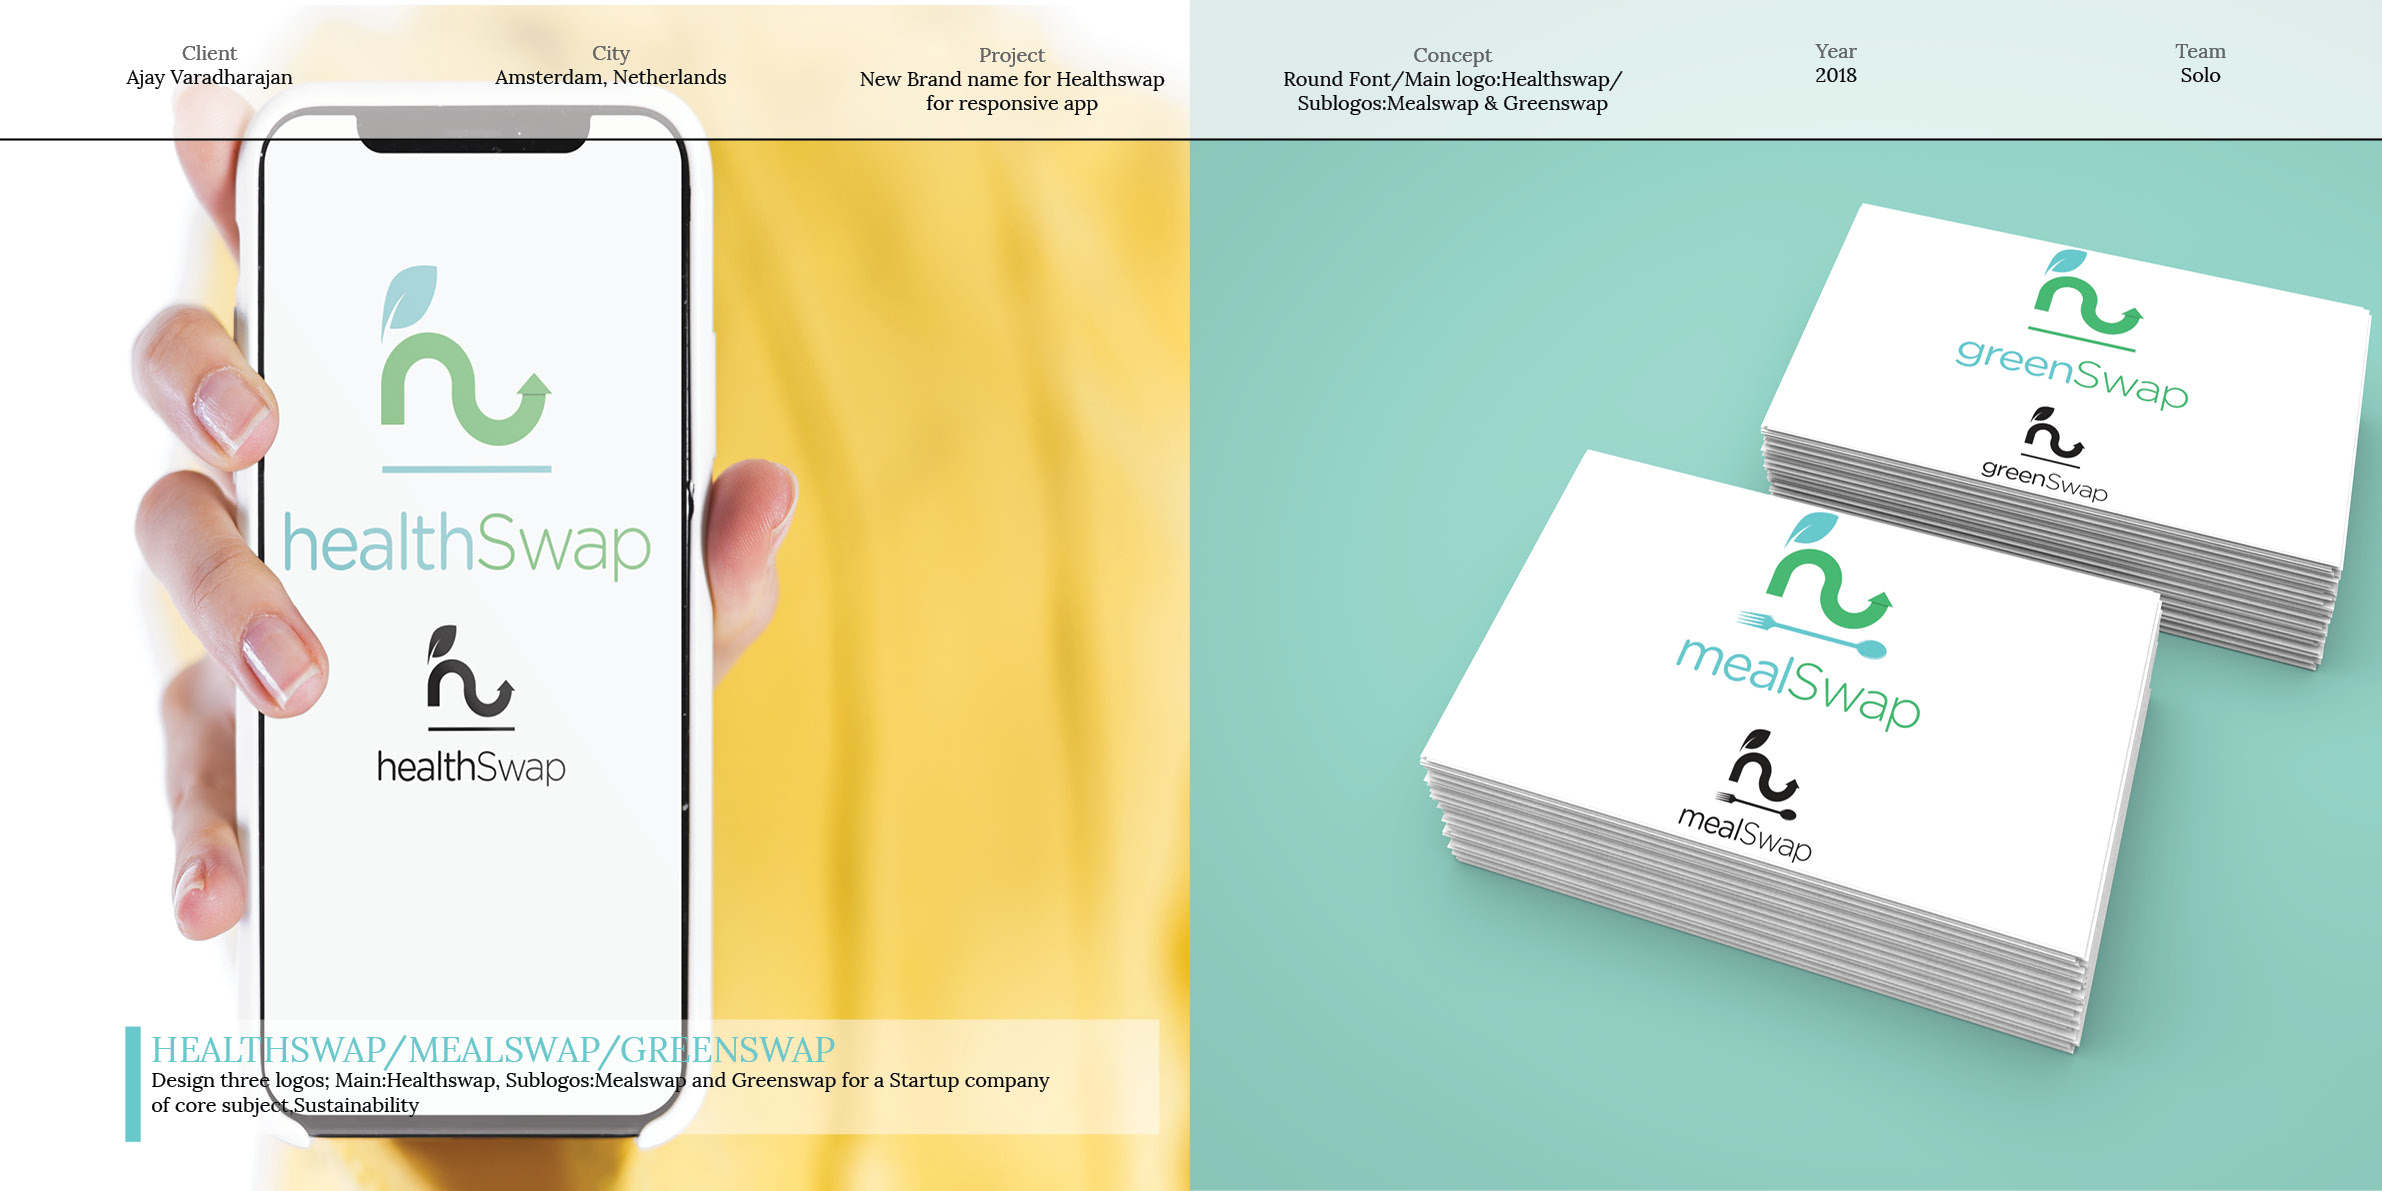 Client
Ajay Varadharajan
City
Amsterdam, Netherlands
Project
New Brand name for Healthswap
for responsive app
Concept
Round Font/Main logo:Healthswap/
Sublogos:Mealswap & Greenswap
Year
2018
Team
Solo
healthSwap
healthSwap
greenSwap
greenSwap
mealSwap
mealSwap
HEALTHSWAP/MEALSWAP/GREENSWAP
Design three logos; Main:Healthswap, Sublogos:Mealswap and Greenswap for a Startup company
of core subject,Sustainability